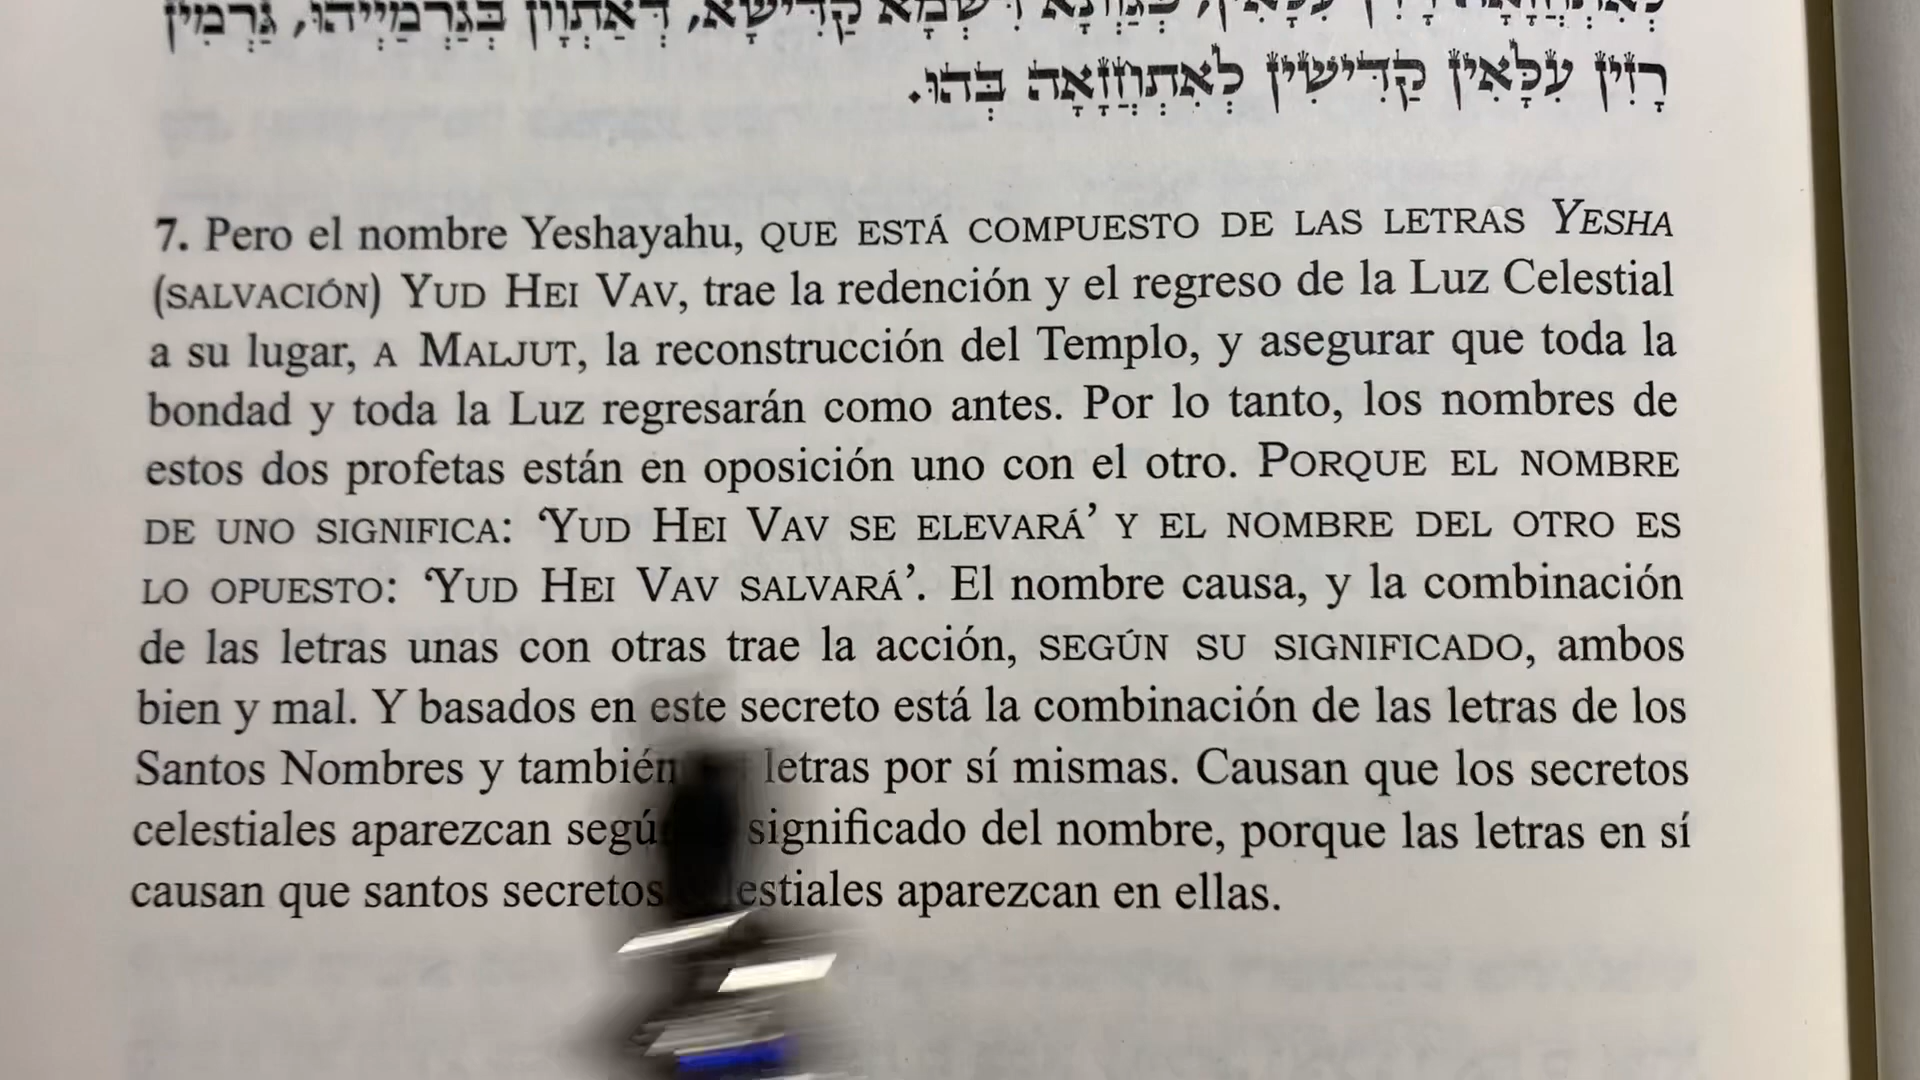 קַדִּישָׁא, דְּאַתְוָון בְּגַרְמַיְיהוּ, גַּרְמִין
רָזִין עִלָּאִין קַדִּישִׁין לְאִתְחֲזָאָה בְּהוּ.
7. Pero el nombre Yeshayahu, QUE ESTÁ COMPUESTO DE LAS LETRAS YESHA
(SALVACIÓN) YUD HEI VAV, trae la redención y el regreso de la Luz Celestial
a su lugar, A MALJUT, la reconstrucción del Templo, y asegurar que toda la
bondad y toda la Luz regresarán como antes. Por lo tanto, los nombres de
estos dos profetas están en oposición uno con el otro. PORQUE EL NOMBRE
DE UNO SIGNIFICA: ‘YUD HEI VAV SE ELEVARÁ’ Y EL NOMBRE DEL OTRO ES
LO OPUESTO: ‘YUD HEI VAV SALVARÁ’. El nombre causa, y la combinación
de las letras unas con otras trae la acción, SEGÚN SU SIGNIFICADO, ambos
bien y mal. Y basados en este secreto está la combinación de las letras de los
Santos Nombres y también letras por sí mismas. Causan que los secretos
celestiales aparezcan significado del nombre, porque las letras en sí
causan que santos secretos aparezcan en ellas.